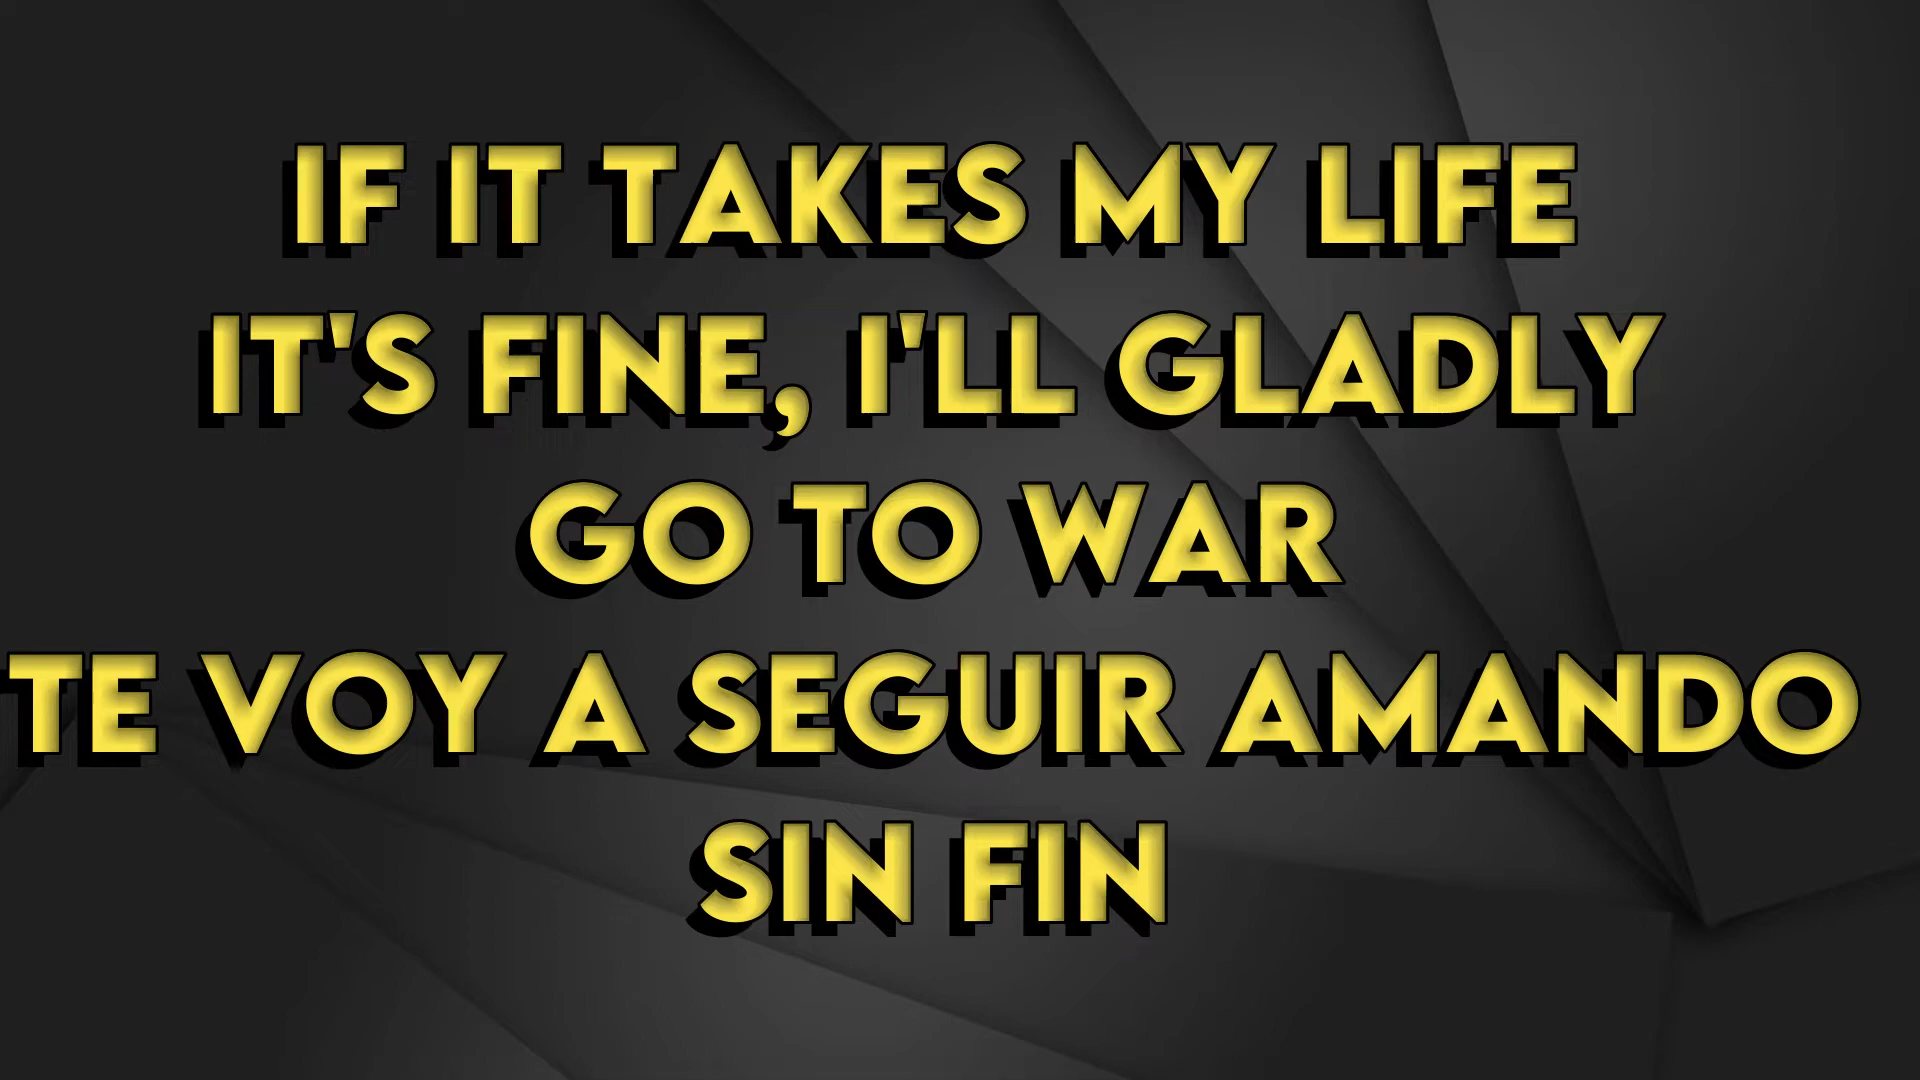 IF IT TAKES MY LIFE
IT'S FINE, I'LL GLADLY
GO TO WAR
TE VOY A SEGUIR AMANDO
SIN FIN